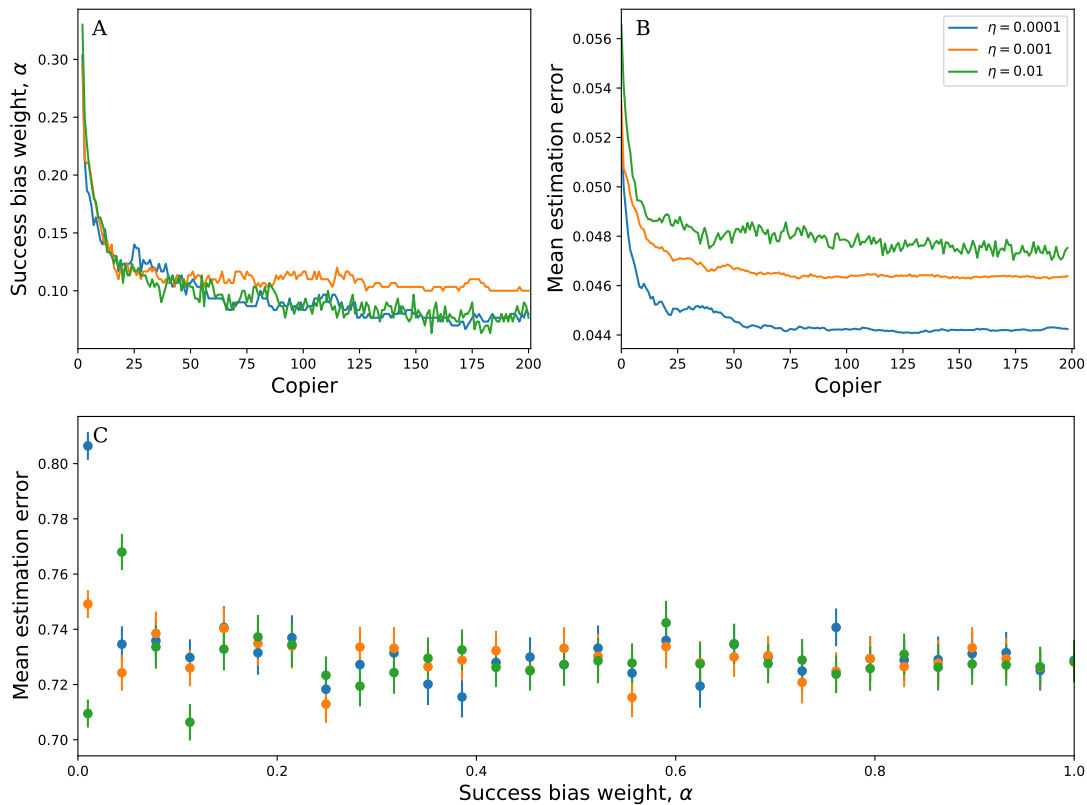 A
Success bias weight, α
0.30
0.25
0.20
0.15
0.10
0 25 50 75 100 125 150 175 200
Copier
B
Mean estimation error
0.056
0.054
0.052
0.050
0.048
0.046
0.044
0 25 50 75 100 125 150 175 200
Copier
η = 0.0001
η = 0.001
η = 0.01
C
Mean estimation error
0.80
0.78
0.76
0.74
0.72
0.70
0.0 0.2 0.4 0.6 0.8 1.0
Success bias weight, α